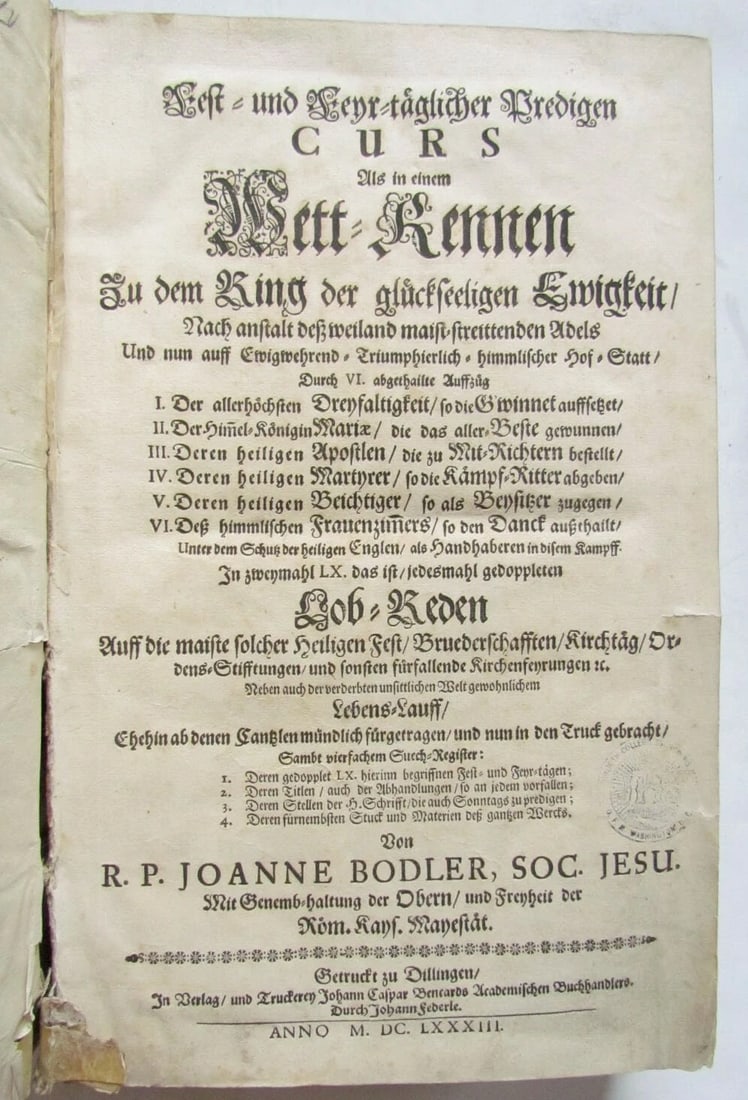 Fest- und Feyr-täglicher Predigen
CURS
Als in einem
Wett-Rennen
Zu dem Ring der glückseeligen Ewigkeit/
Nach anstalt deß weiland maist-streittenden Adels
Und nun auff Ewigwehrend-Triumphierlich-himmlischer Hof-Statt/
Durch VI. abgetheilte Auffzüg
I. Der allerhöchsten Dreyfaltigkeit/ so die Gwinnet auffsetzet/
II. Der Him̃el-Königin Mariæ/ die das aller-Beste gewunnen/
III. Deren heiligen Apostlen/ die zu Mit-Richtern bestellt/
IV. Deren heiligen Martyrer/ so die Kämpf-Ritter abgeben/
V. Deren heiligen Beichtiger/ so als Beysitzer zugegen/
VI. Deß himmlischen Frauenzim̃ers/ so den Danck außtheilt/
Unter dem Schutz der heiligen Englen/ als Handhaberen in disem Kampff.
In zweymahl LX. das ist/ jedesmahl gedoppleten
Lob-Reden
Auff die maiste solcher Heiligen Fest/ Bruederschafften/ Kirchtäg/ Or-
dens-Stifftungen/ und sonsten fürfallende Kirchenfeyrungen ꝛc.
Neben auch der verderbten unsittlichen Welt gewohnlichem
Lebens-Lauff/
Ehehin ab denen Cantzlen mündlich fürgetragen/ und nun in den Truck gebracht/
Sambt vierfachem Suech-Register:
1. Deren gedopplet LX. hierinn begriffnen Fest- und Feyr-tägen;
2. Deren Titlen/ auch der Abhandlungen/ so an jedem vorfallen;
3. Deren Stellen der H. Schrifft/ die auch Sonntags zu predigen;
4. Deren fürnembsten Stuck und Materien deß gantzen Wercks.
Von
R. P. JOANNE BODLER, SOC. JESU.
Mit Genemb-haltung der Obern/ und Freyheit der
Röm. Kays. Mayestät.
Getruckt zu Dillingen/
In Verlag/ und Truckerey Johann Caspar Bencards Academischen Buchhandlers.
Durch Johann Federle.
ANNO M. DC. LXXXIII.